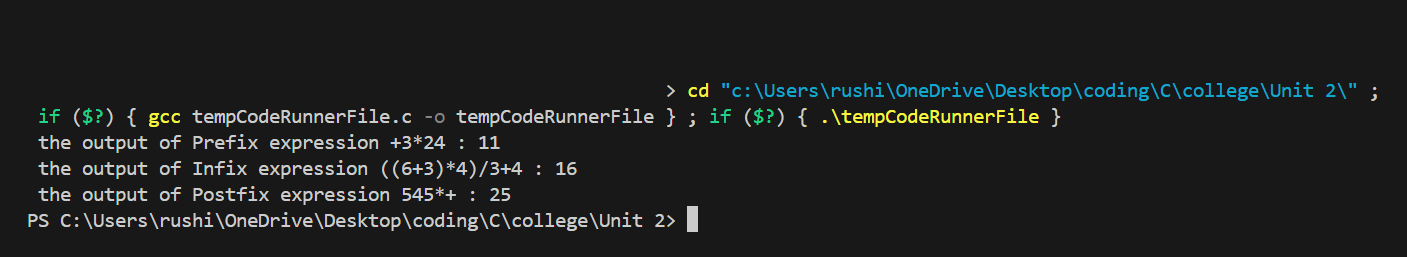 > cd "c:\Users\rushi\OneDrive\Desktop\coding\C\college\Unit 2\" ;
if ($?) { gcc tempCodeRunnerFile.c -o tempCodeRunnerFile } ; if ($?) { .\tempCodeRunnerFile }
the output of Prefix expression +3*24 : 11
the output of Infix expression ((6+3)*4)/3+4 : 16
the output of Postfix expression 545*+ : 25
PS C:\Users\rushi\OneDrive\Desktop\coding\C\college\Unit 2>